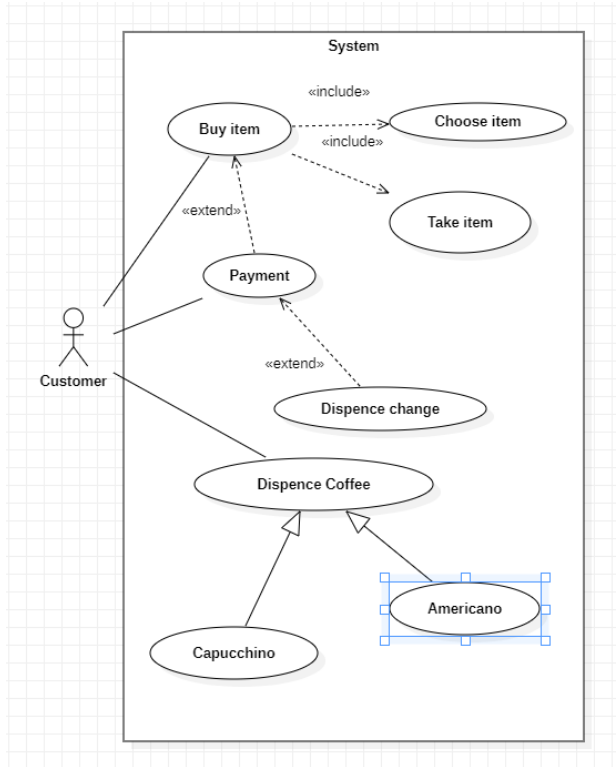 System
«include»
Buy item
Choose item
«include»
Take item
«extend»
Payment
Customer
«extend»
Dispence change
Dispence Coffee
Americano
Capucchino